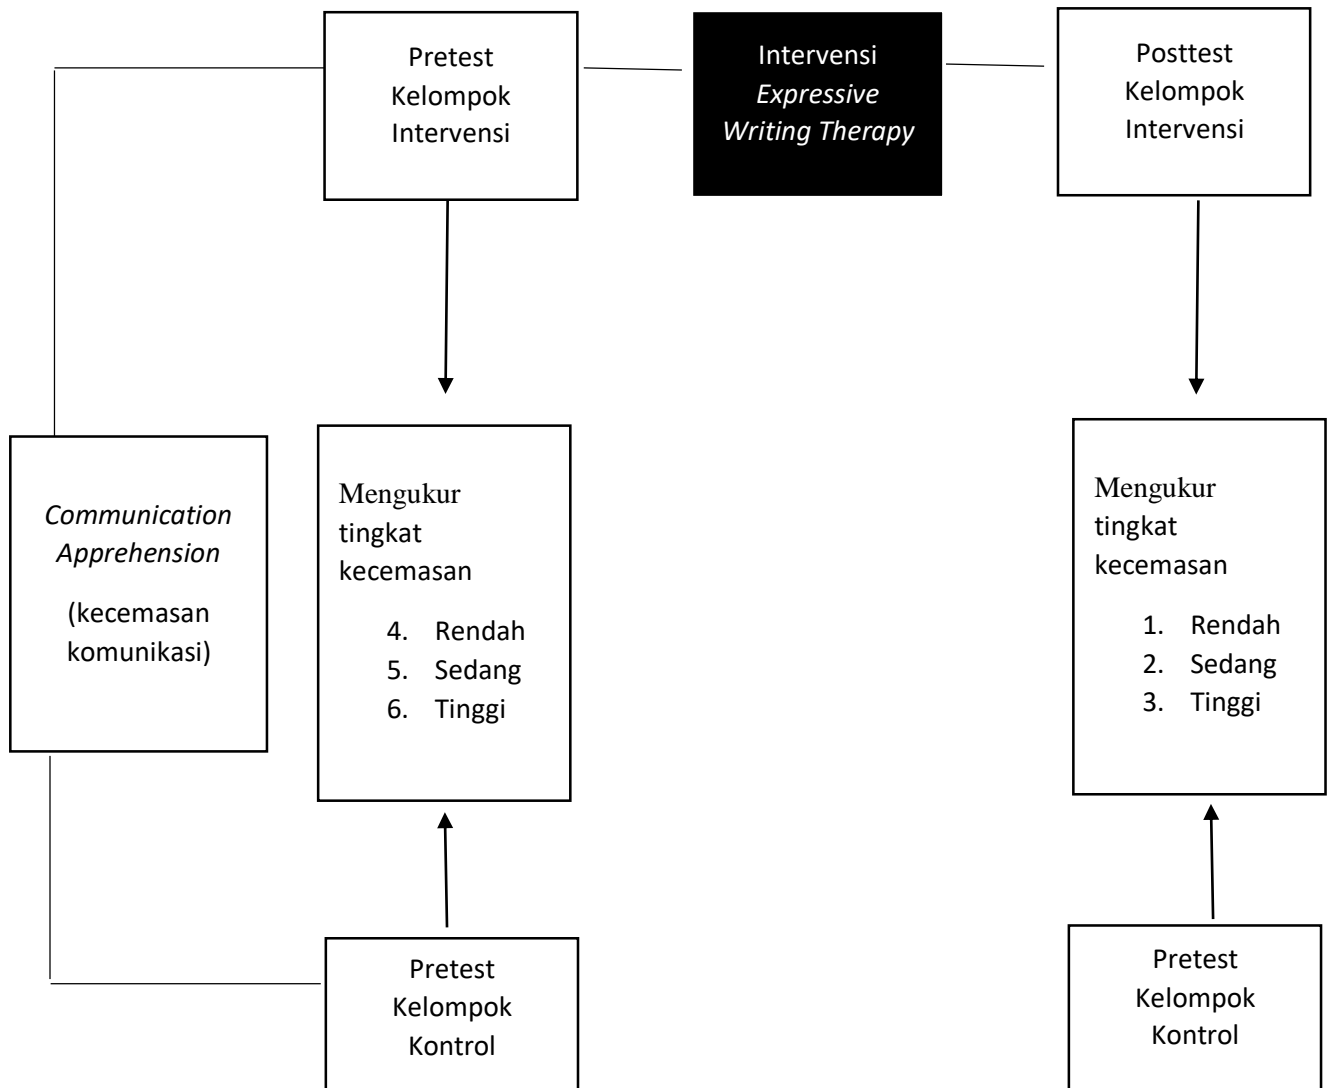 Pretest
Kelompok
Intervensi
Intervensi
Expressive
Writing Therapy
Posttest
Kelompok
Intervensi
Communication
Apprehension
(kecemasan
komunikasi)
Mengukur
tingkat
kecemasan
4. Rendah
5. Sedang
6. Tinggi
Mengukur
tingkat
kecemasan
1. Rendah
2. Sedang
3. Tinggi
Pretest
Kelompok
Kontrol
Pretest
Kelompok
Kontrol